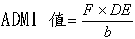 ADMI 值 = F×DE/b